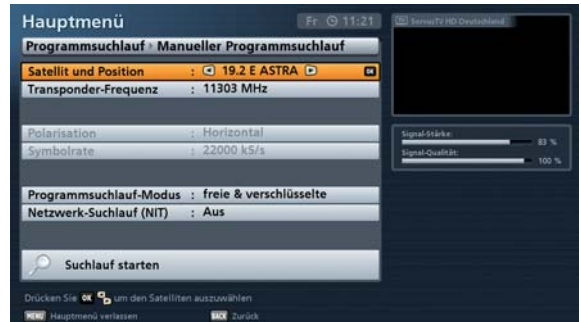 Hauptmenü
Fr 11:21
ServusTV HD Deutschland
Programmsuchlauf › Manueller Programmsuchlauf
Satellit und Position : 19.2 E ASTRA OK
Transponder-Frequenz : 11303 MHz
Polarisation : Horizontal
Symbolrate : 22000 kS/s
Signal-Stärke:
83 %
Signal-Qualität:
100 %
Programmsuchlauf-Modus : freie & verschlüsselte
Netzwerk-Suchlauf (NIT) : Aus
Suchlauf starten
Drücken Sie OK um den Satelliten auszuwählen
MENU Hauptmenü verlassen BACK Zurück